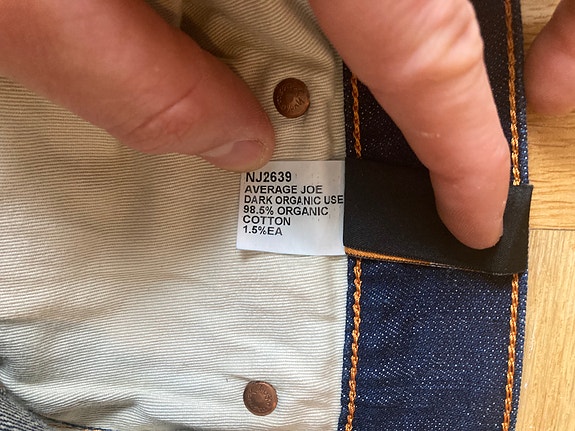 NJ2639
AVERAGE JOE
DARK ORGANIC USE
98.5% ORGANIC
COTTON
1.5%EA